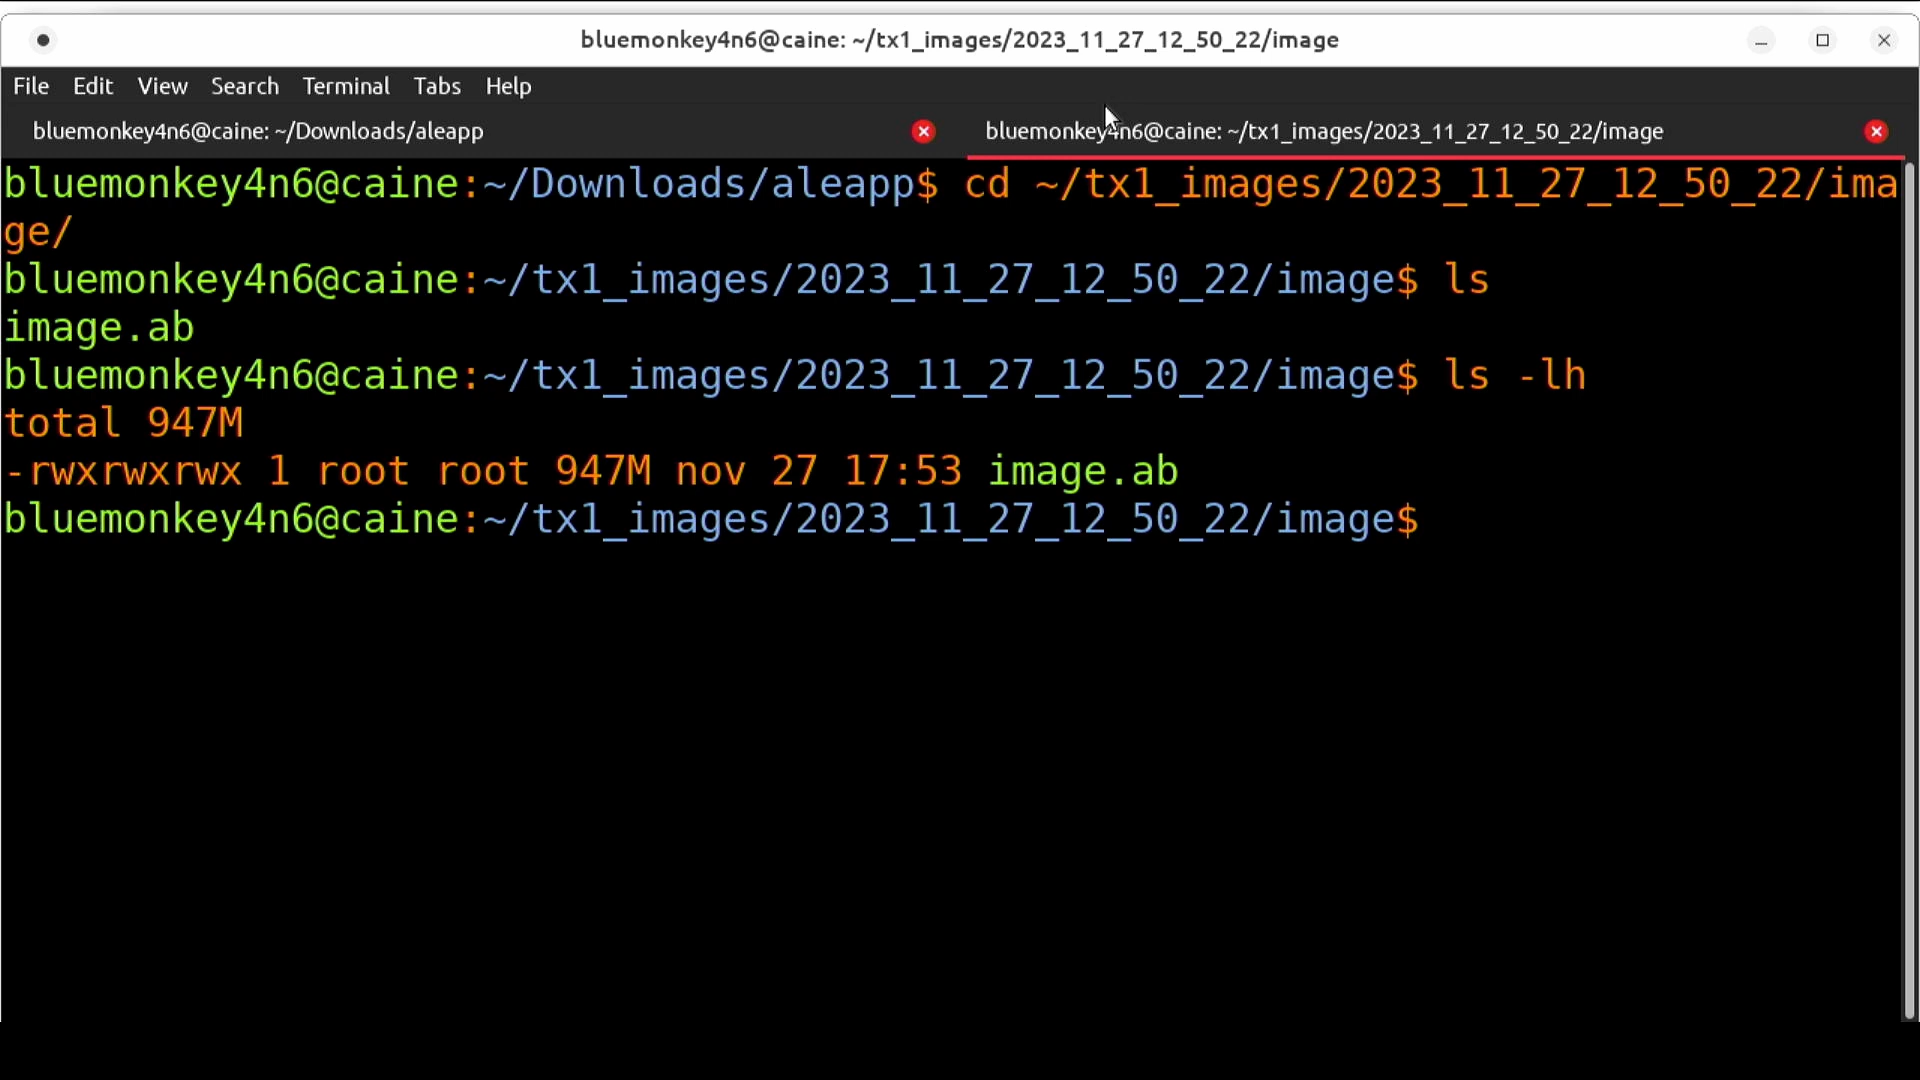 bluemonkey4n6@caine: ~/tx1_images/2023_11_27_12_50_22/image
File Edit View Search Terminal Tabs Help
bluemonkey4n6@caine: ~/Downloads/aleapp bluemonkey4n6@caine: ~/tx1_images/2023_11_27_12_50_22/image
bluemonkey4n6@caine:~/Downloads/aleapp$ cd ~/tx1_images/2023_11_27_12_50_22/ima
ge/
bluemonkey4n6@caine:~/tx1_images/2023_11_27_12_50_22/image$ ls
image.ab
bluemonkey4n6@caine:~/tx1_images/2023_11_27_12_50_22/image$ ls -lh
total 947M
-rwxrwxrwx 1 root root 947M nov 27 17:53 image.ab
bluemonkey4n6@caine:~/tx1_images/2023_11_27_12_50_22/image$